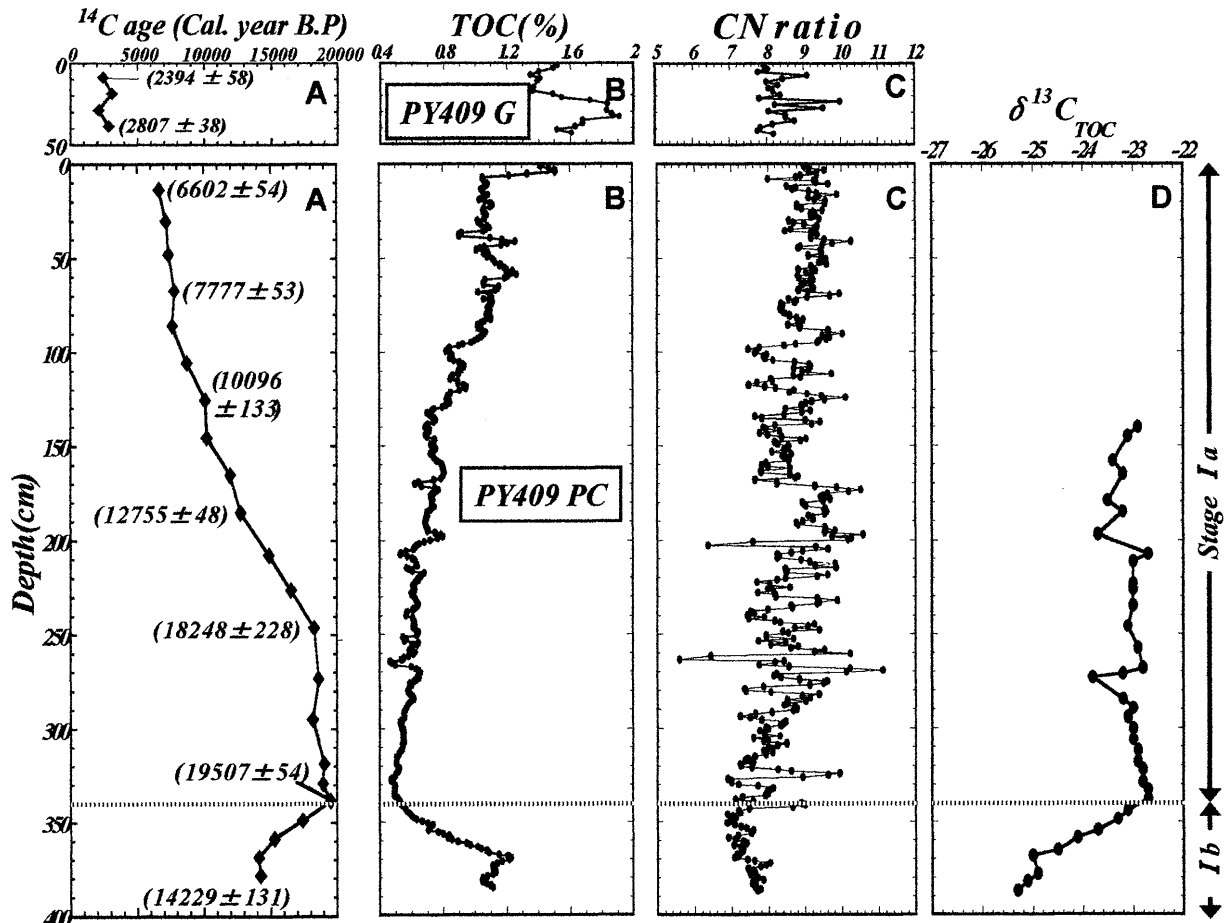 14C age (Cal. year B.P) TOC(%) CN ratio
0 5000 10000 15000 20000 0.4 0.8 1.2 1.6 2 5 6 7 8 9 10 11 12
0
(2394 ± 58) A B C
PY409 G
(2807 ± 38)
50
δ 13C TOC
-27 -26 -25 -24 -23 -22
0
(6602 ± 54) A B C D
50
(7777 ± 53)
100
(10096
± 133)
150
PY409 PC
(12755 ± 48)
200
(18248 ± 228)
250
300
(19507 ± 54)
350
(14229 ± 131)
400
Depth(cm)
Stage Ia
Ib